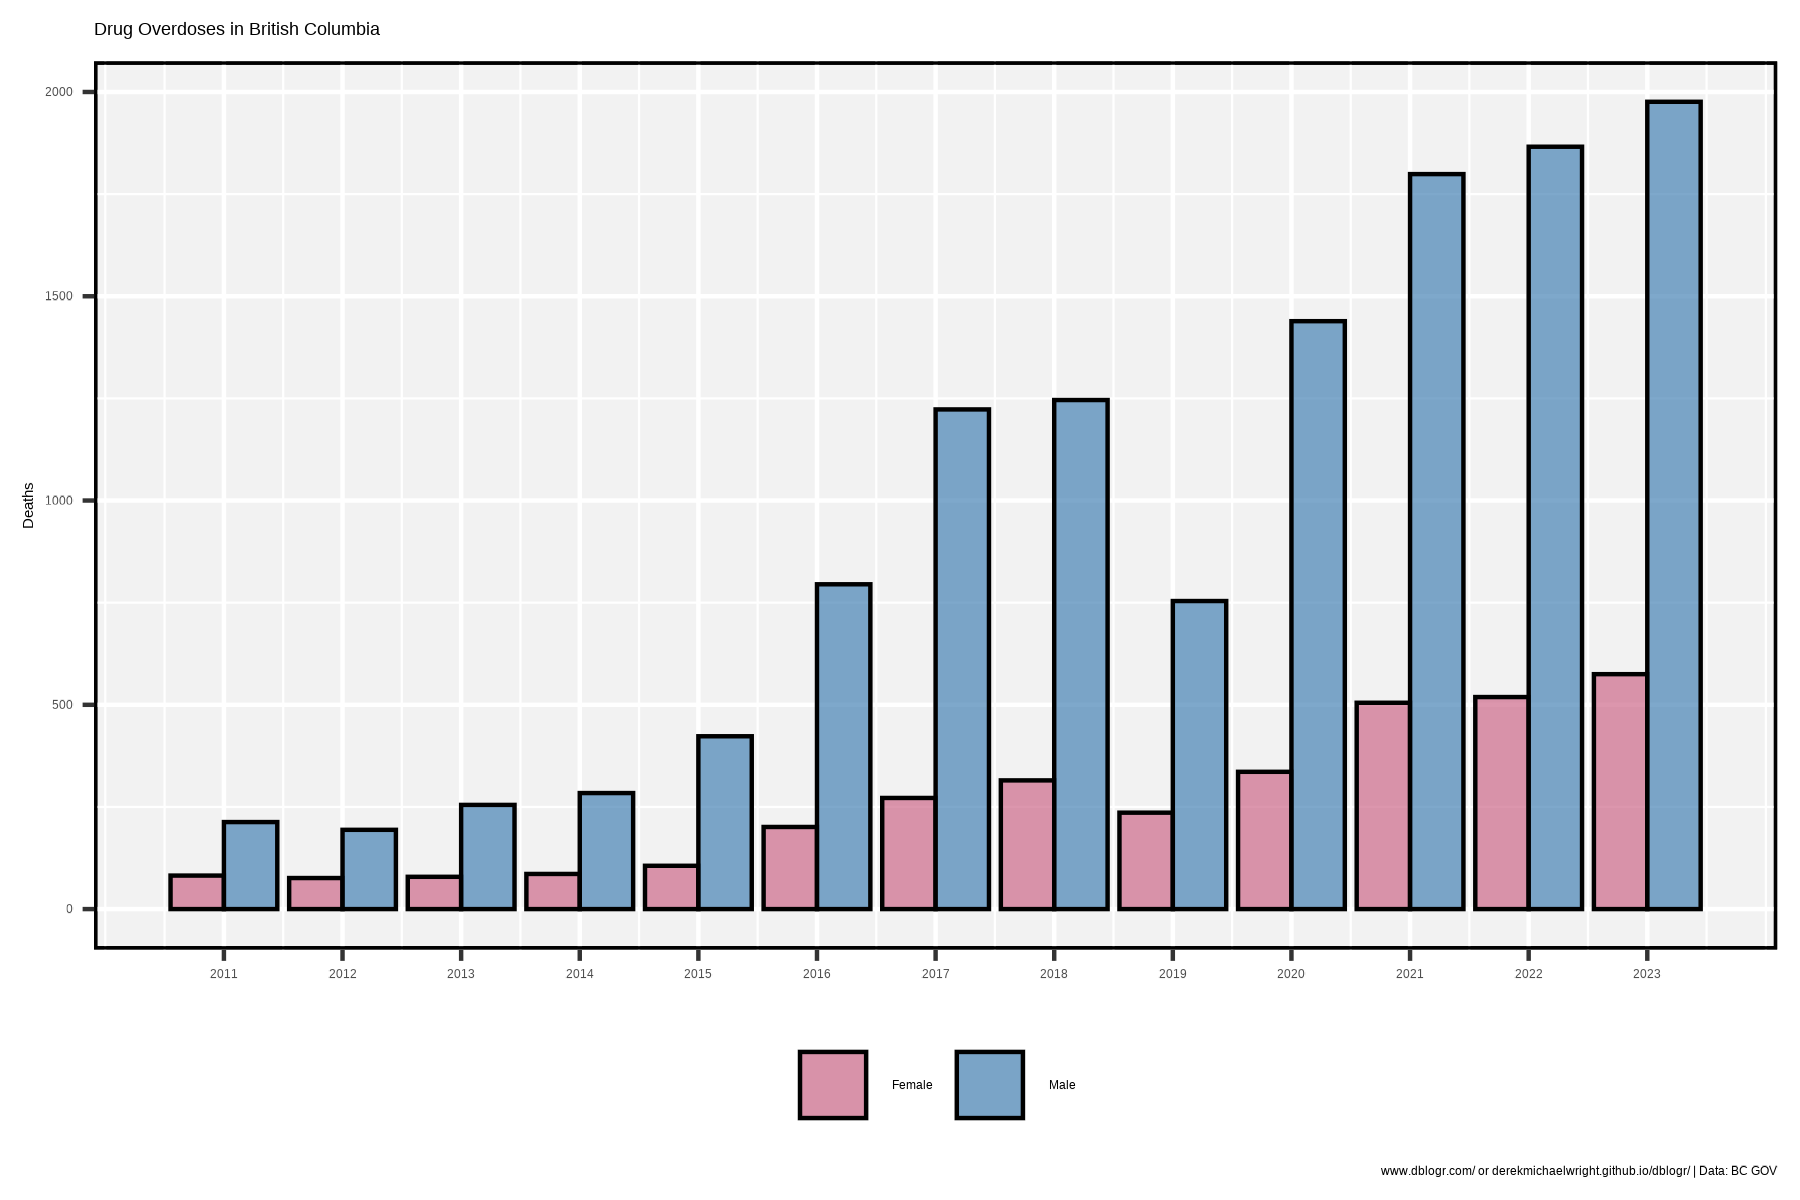 Drug Overdoses in British Columbia
2000
1500
1000
500
0
Deaths
2011 2012 2013 2014 2015 2016 2017 2018 2019 2020 2021 2022 2023
Female Male
www.dblogr.com/ or derekmichaelwright.github.io/dblogr/ | Data: BC GOV